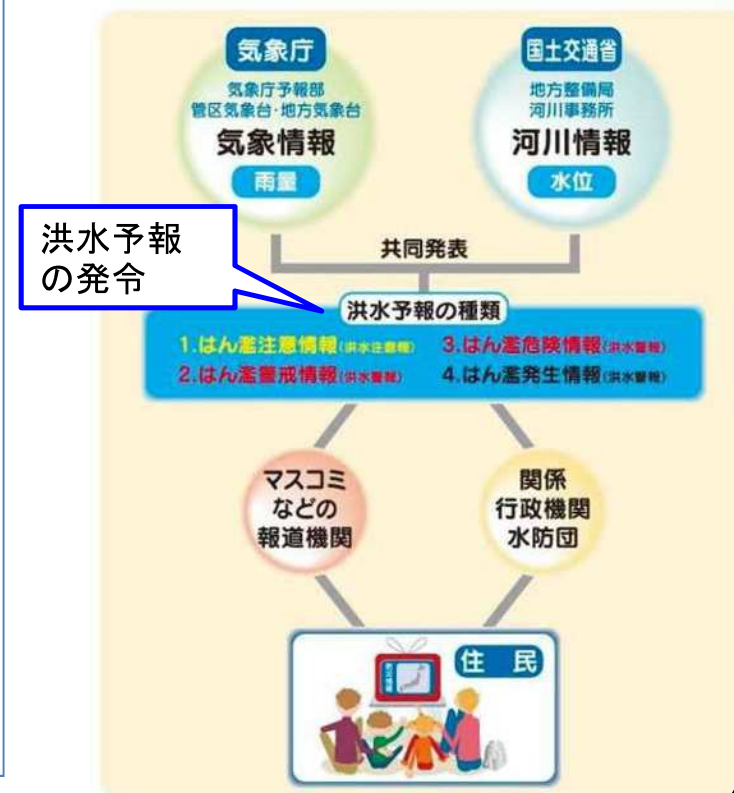 気象庁
気象庁予報部
管区気象台・地方気象台
気象情報
雨量
国土交通省
地方整備局
河川事務所
河川情報
水位
洪水予報
の発令
共同発表
洪水予報の種類
1.はん濫注意情報(洪水注意報)
2.はん濫警戒情報(洪水警報)
3.はん濫危険情報(洪水警報)
4.はん濫発生情報(洪水警報)
マスコミ
などの
報道機関
関係
行政機関
水防団
住民
防災情報